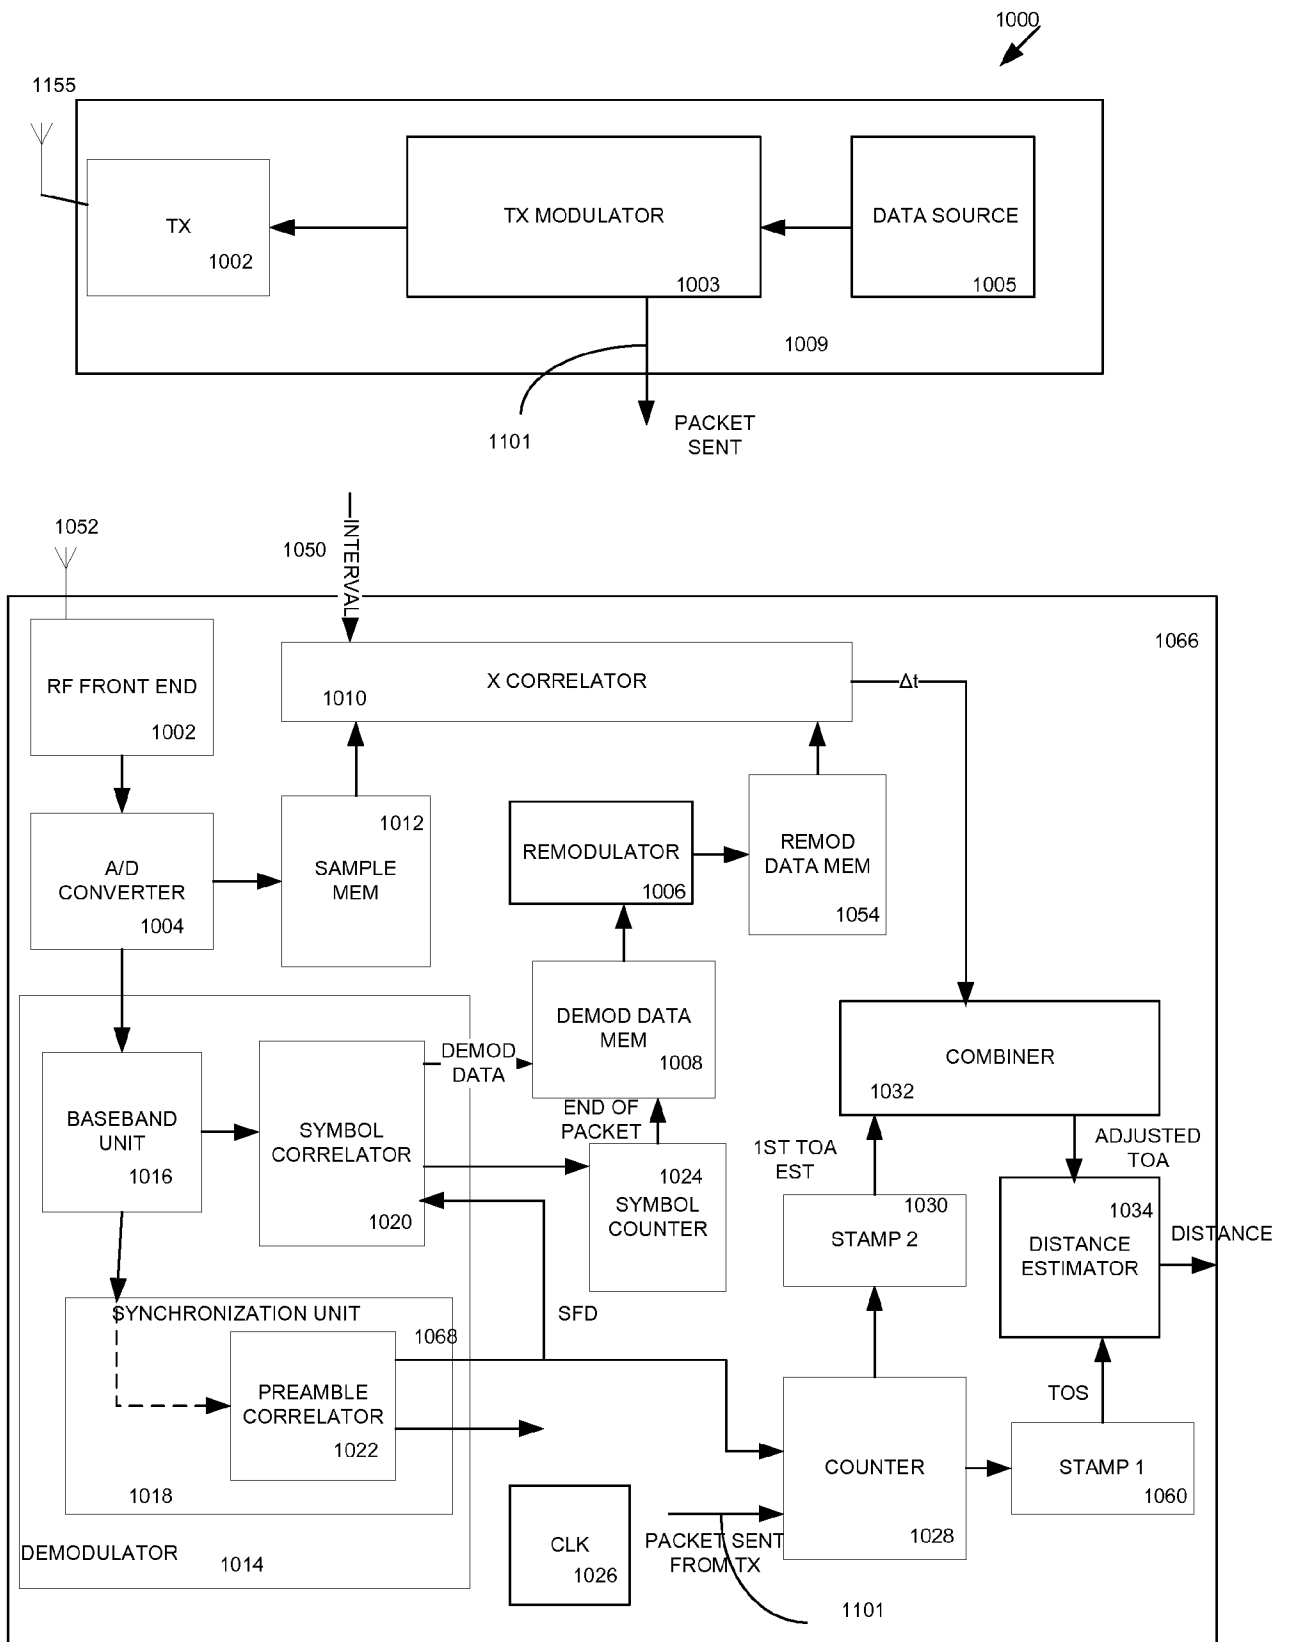 1000
1155
TX
1002
TX MODULATOR
1003
DATA SOURCE
1005
1009
1101
PACKET
SENT
1052
1050
INTERVAL
1066
RF FRONT END
1002
X CORRELATOR
1010
Δt
A/D
CONVERTER
1004
1012
SAMPLE
MEM
REMODULATOR
1006
REMOD
DATA MEM
1054
DEMOD DATA
MEM
1008
COMBINER
1032
DEMOD
DATA
BASEBAND
UNIT
1016
SYMBOL
CORRELATOR
1020
END OF
PACKET
1024
SYMBOL
COUNTER
1ST TOA
EST
ADJUSTED
TOA
1030
STAMP 2
1034
DISTANCE
ESTIMATOR
DISTANCE
SYNCHRONIZATION UNIT
1068
SFD
PREAMBLE
CORRELATOR
1022
1018
TOS
COUNTER
1028
STAMP 1
1060
DEMODULATOR
1014
CLK
1026
PACKET SENT
FROM TX
1101